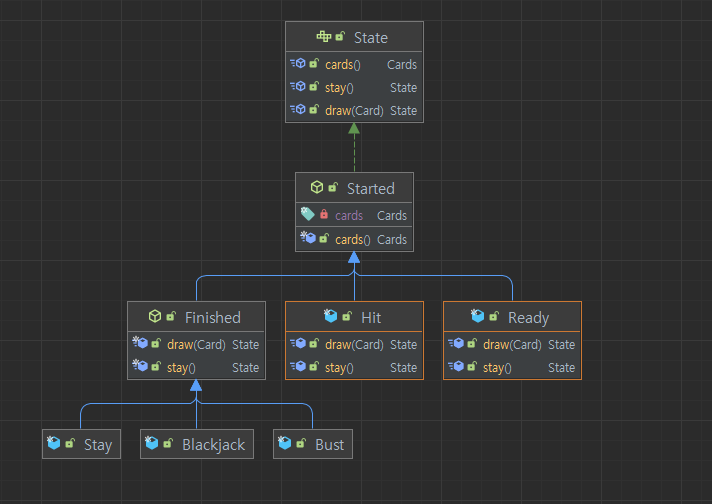 State
cards() Cards
stay() State
draw(Card) State
Started
cards Cards
cards() Cards
Finished
draw(Card) State
stay() State
Hit
draw(Card) State
stay() State
Ready
draw(Card) State
stay() State
Stay
Blackjack
Bust